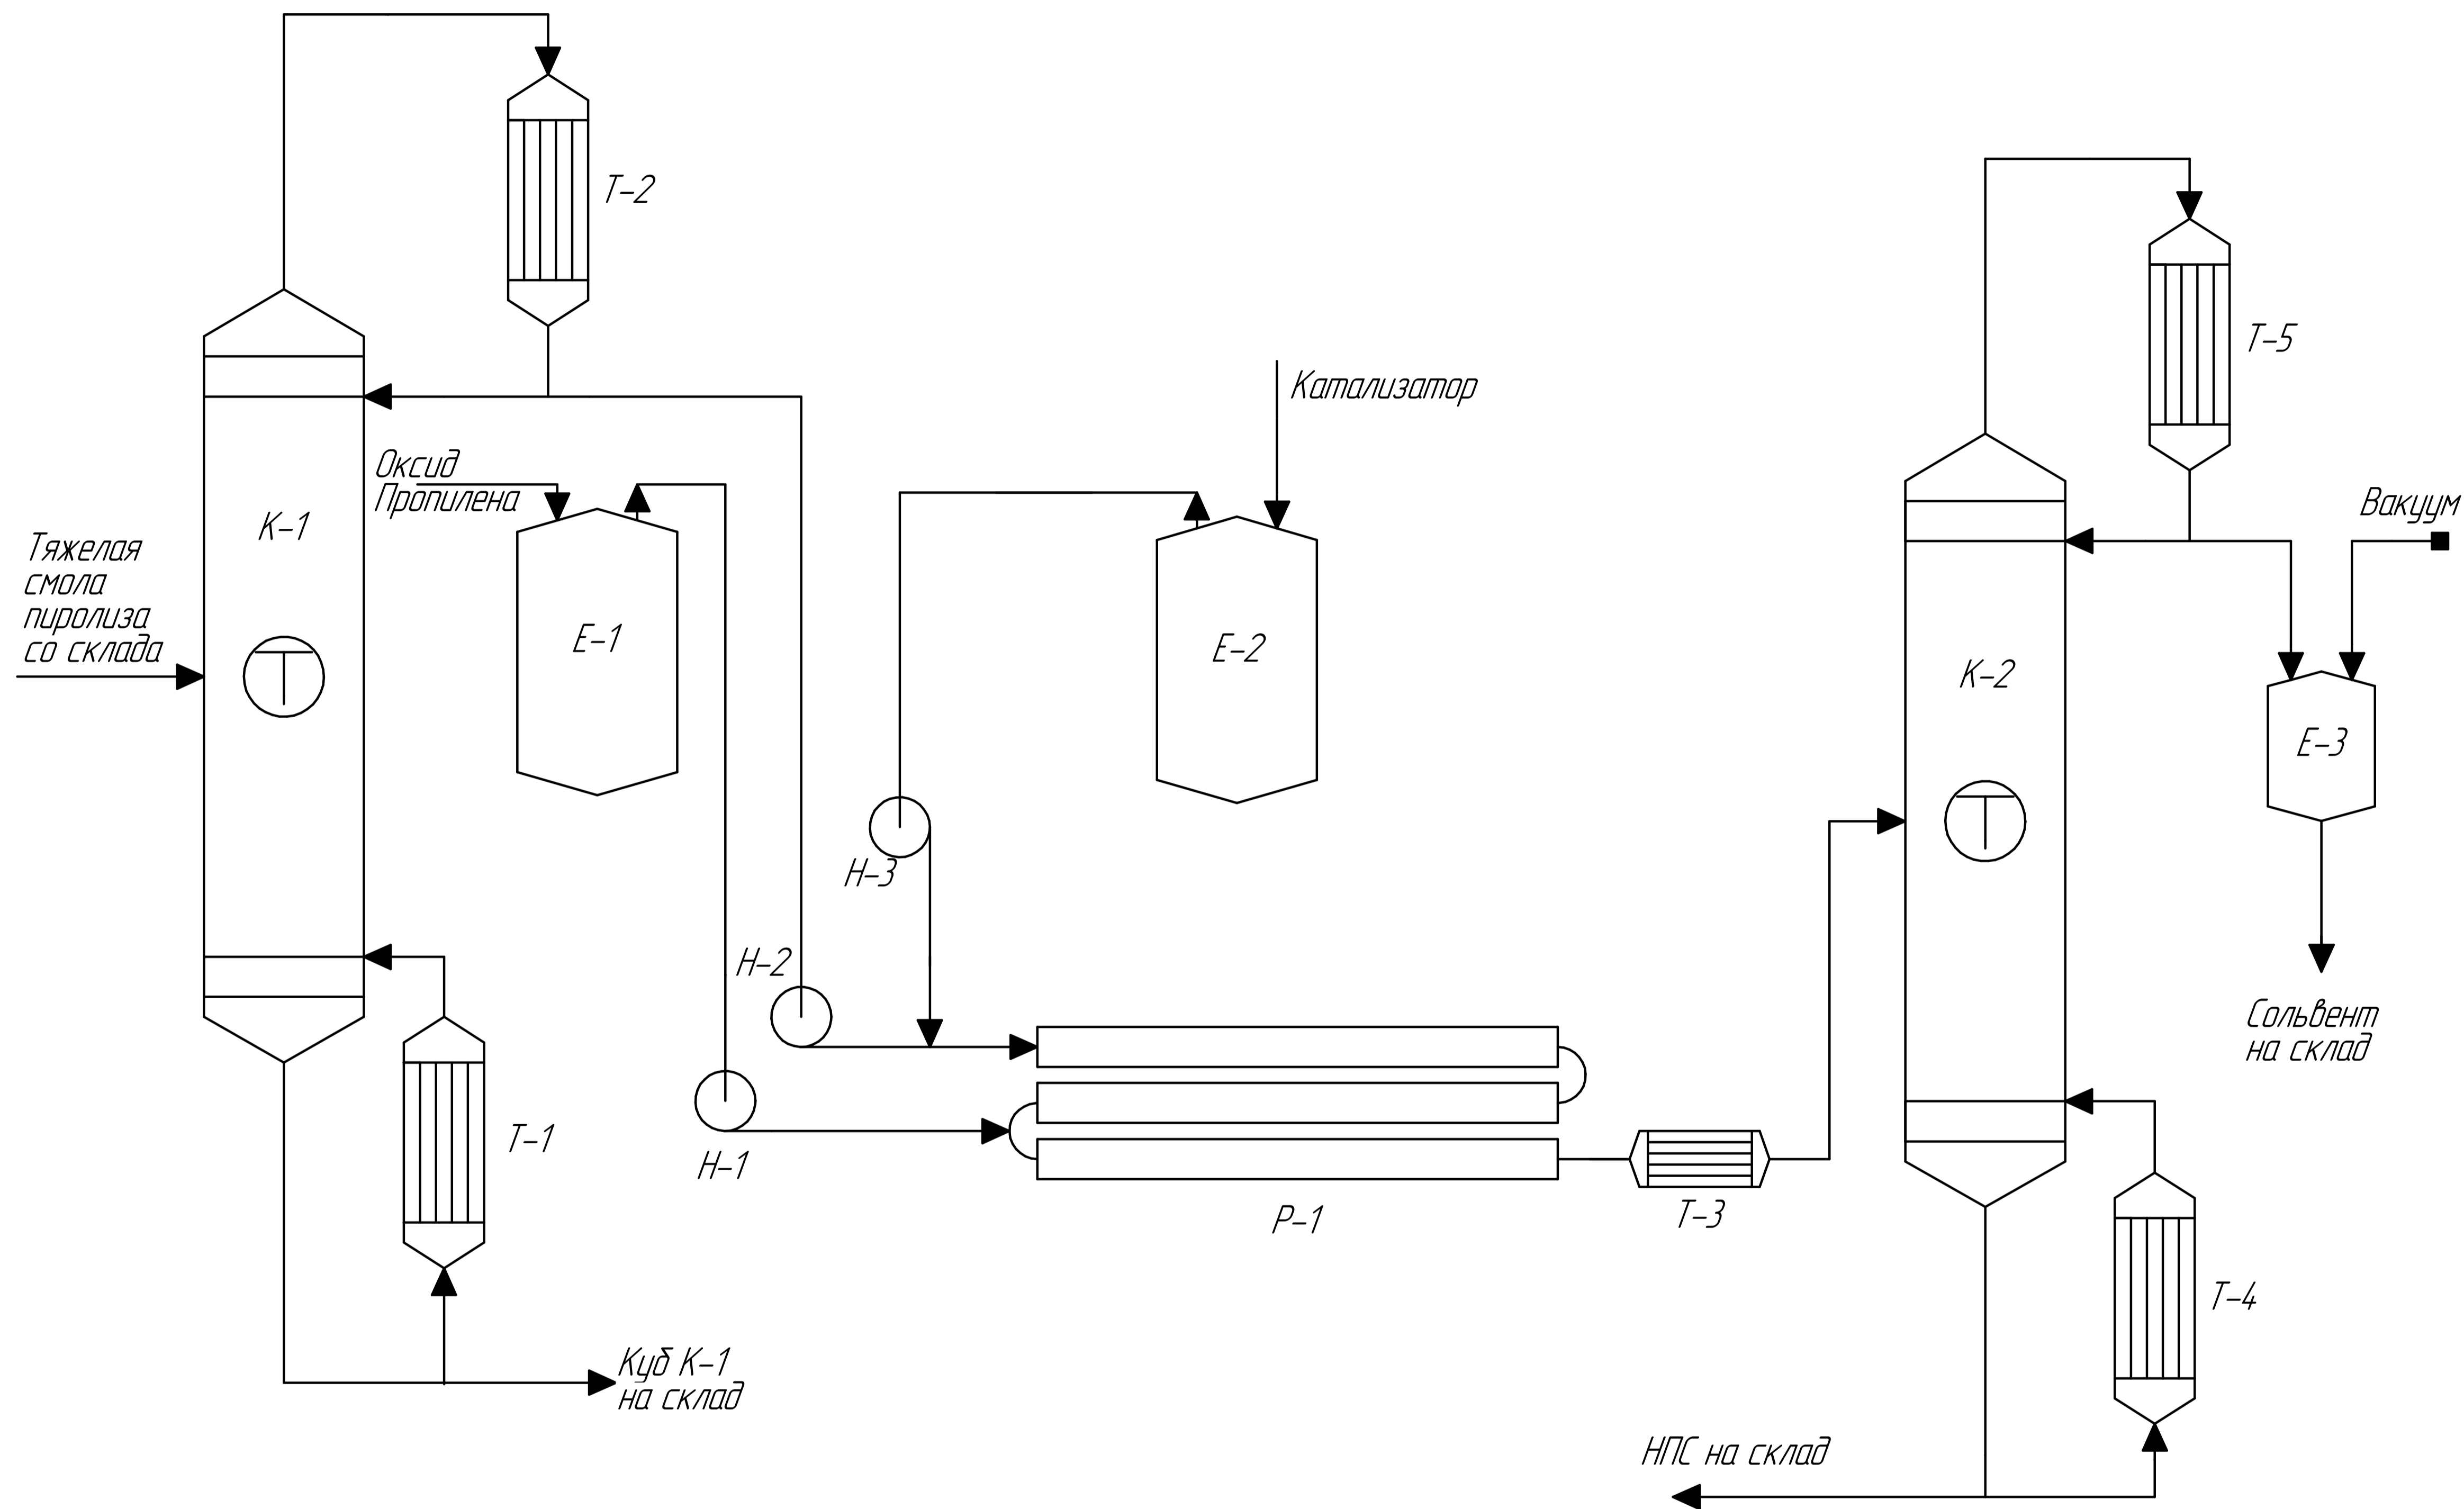 Т-2
Т-5
Катализатор
Оксид
Пропилена
Вакуум
К-1
Тяжелая
смола
пиролиза
со склада
Т
Е-1
Е-2
К-2
Т
Е-3
Н-3
Н-2
Сольвент
на склад
Т-1
Н-1
Р-1
Т-3
Т-4
Куб К-1
на склад
НПС на склад